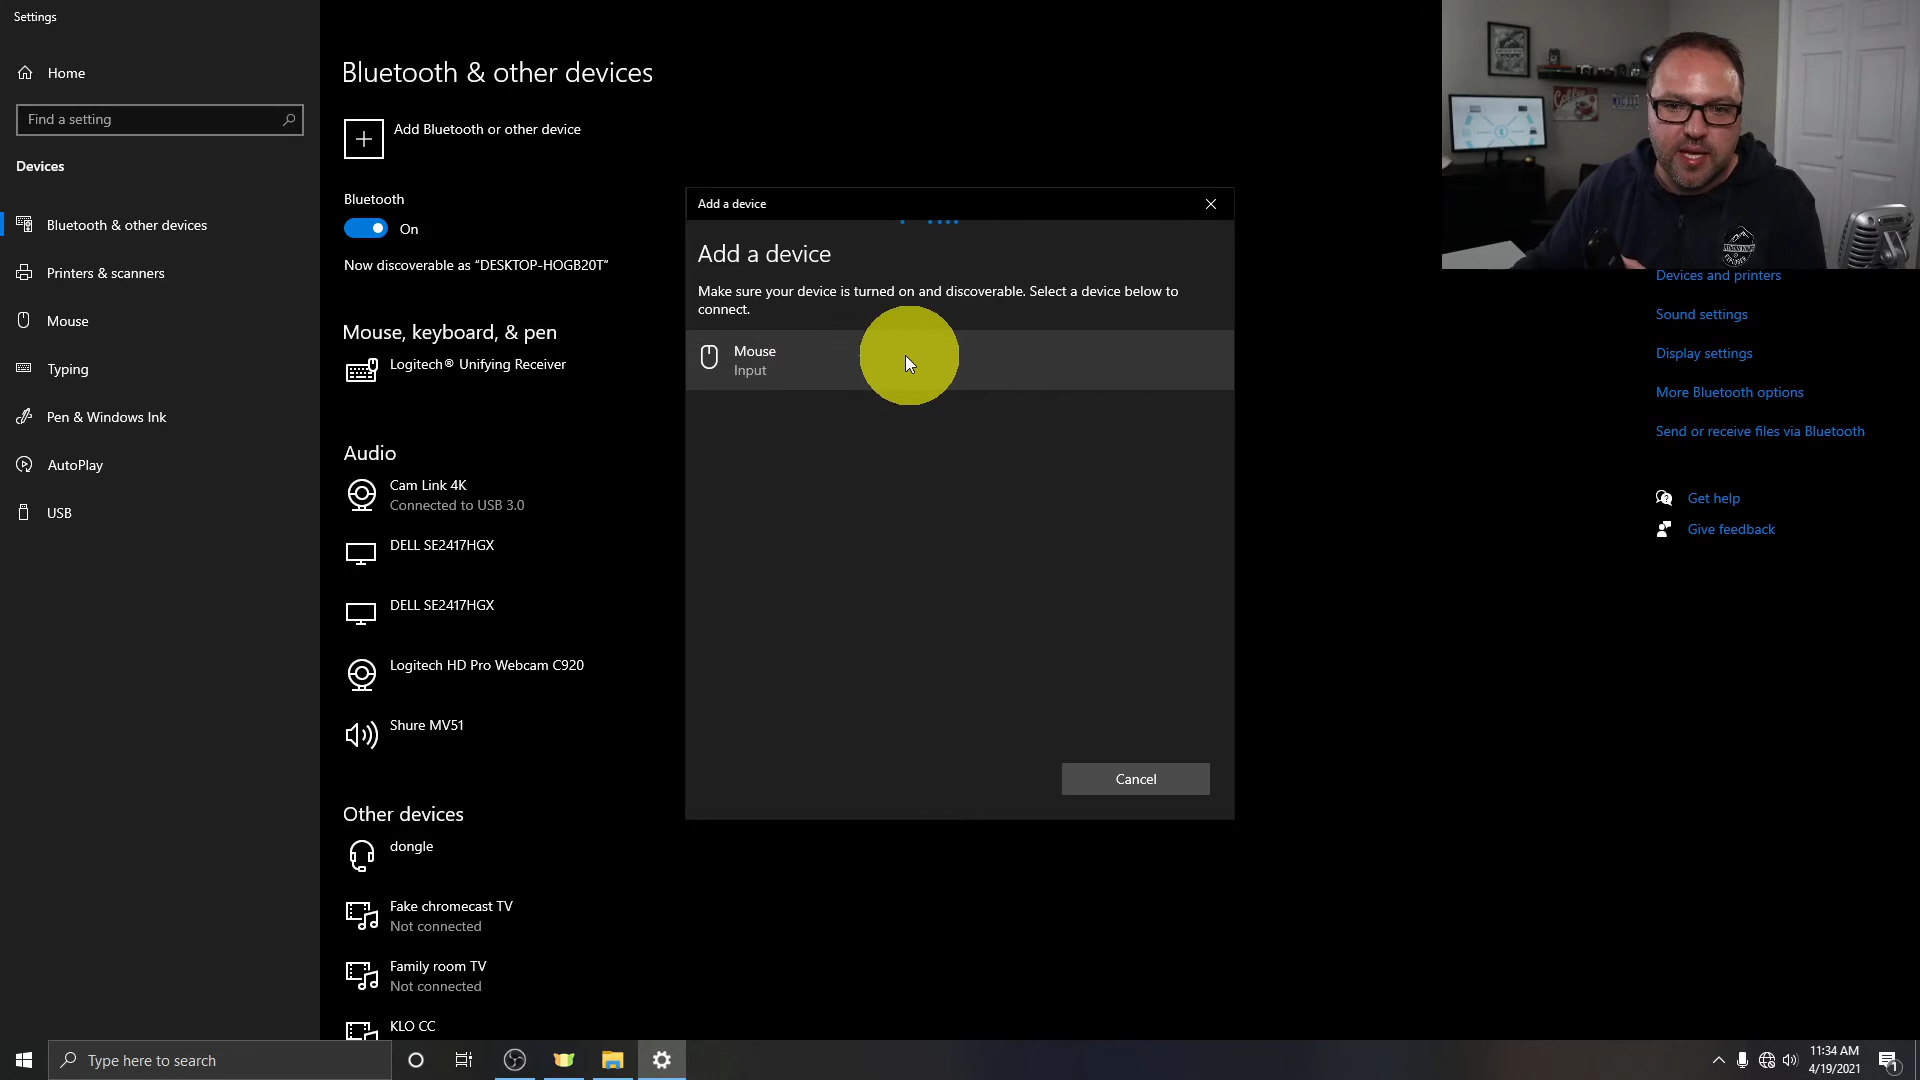 Settings
Home
Find a setting
Devices
Bluetooth & other devices
Printers & scanners
Mouse
Typing
Pen & Windows Ink
AutoPlay
USB
Bluetooth & other devices
Add Bluetooth or other device
Bluetooth
On
Now discoverable as “DESKTOP-HOGB20T”
Mouse, keyboard, & pen
Logitech® Unifying Receiver
Audio
Cam Link 4K
Connected to USB 3.0
DELL SE2417HGX
DELL SE2417HGX
Logitech HD Pro Webcam C920
Shure MV51
Other devices
dongle
Fake chromecast TV
Not connected
Family room TV
Not connected
KLO CC
Add a device
Add a device
Make sure your device is turned on and discoverable. Select a device below to
connect.
Mouse
Input
Cancel
Coffee
Devices and printers
Sound settings
Display settings
More Bluetooth options
Send or receive files via Bluetooth
Get help
Give feedback
Type here to search
11:34 AM
4/19/2021
1